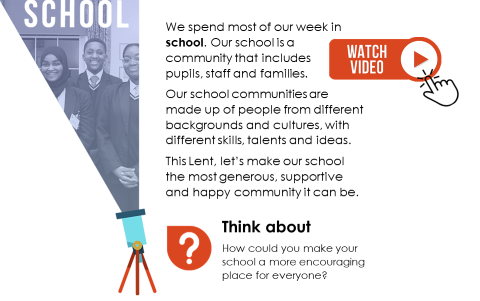 SCHOOL
We spend most of our week in
school. Our school is a
community that includes
pupils, staff and families.
WATCH
VIDEO
Our school communities are
made up of people from different
backgrounds and cultures, with
different skills, talents and ideas.
This Lent, let's make our school
the most generous, supportive
and happy community it can be.
?
Think about
How could you make your
school a more encouraging
place for everyone?